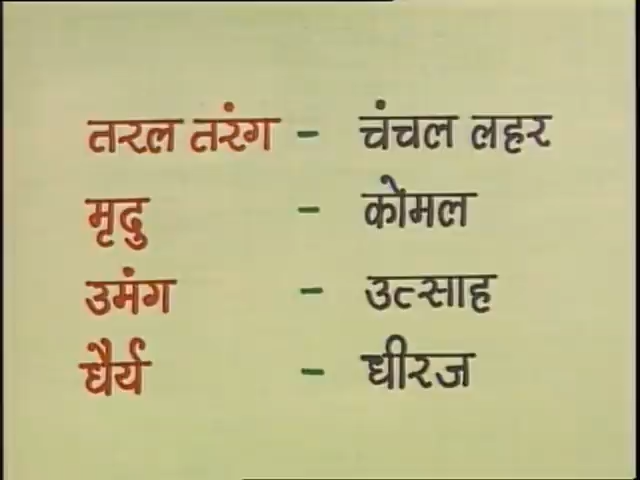 तरल तरंग - चंचल लहर
मृदु - कोमल
उमंग - उत्साह
धैर्य - धीरज